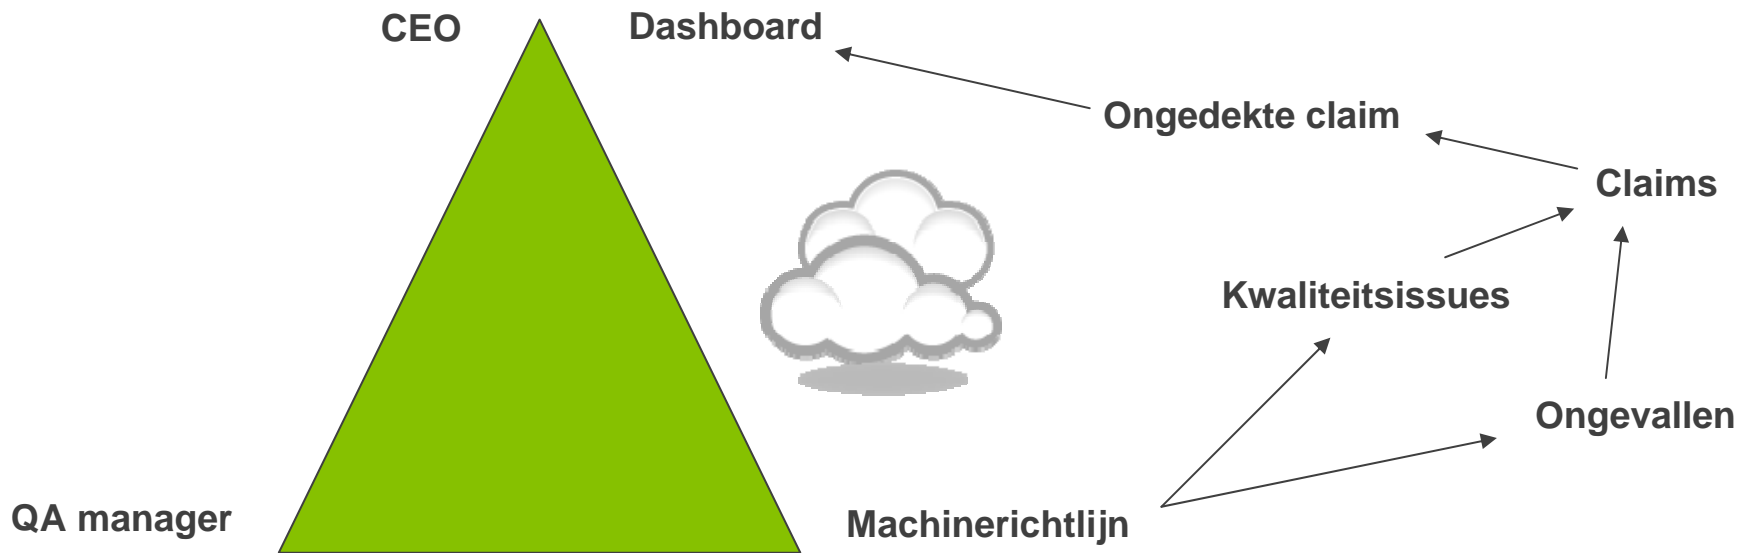 CEO
Dashboard
Ongedekte claim
Claims
Kwaliteitsissues
Ongevallen
QA manager
Machinerichtlijn